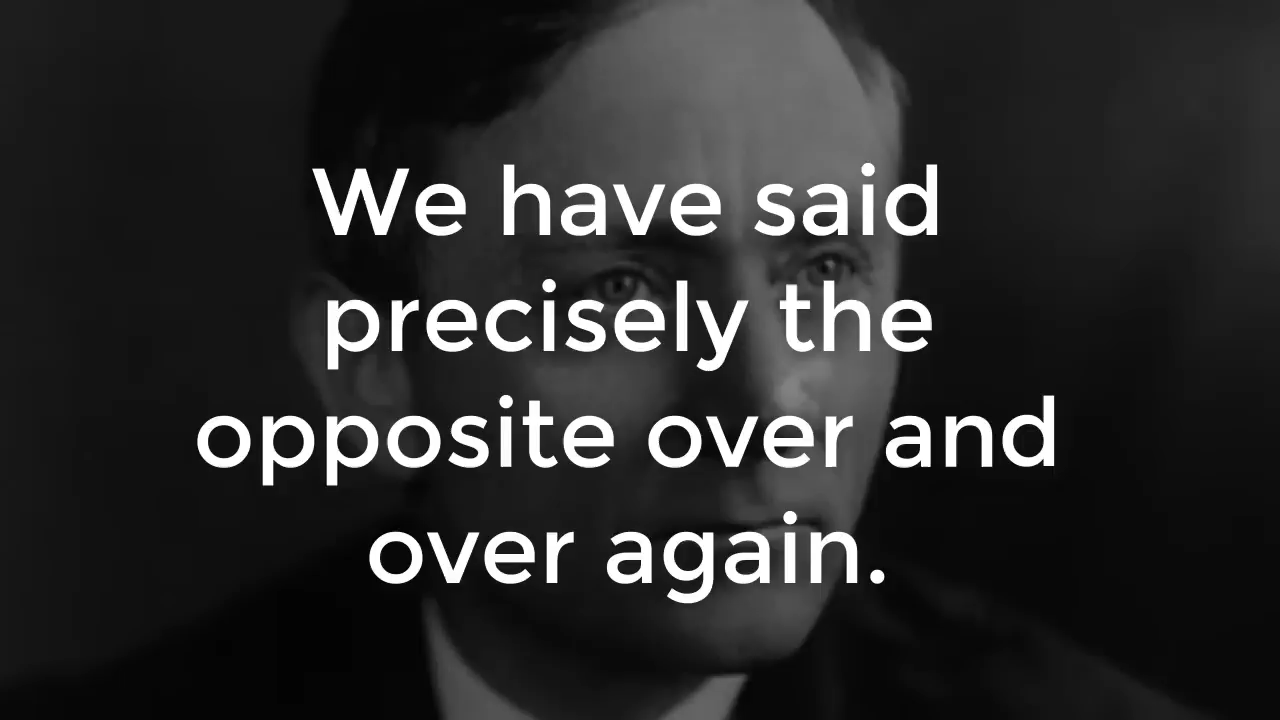 We have said
precisely the
opposite over and
over again.